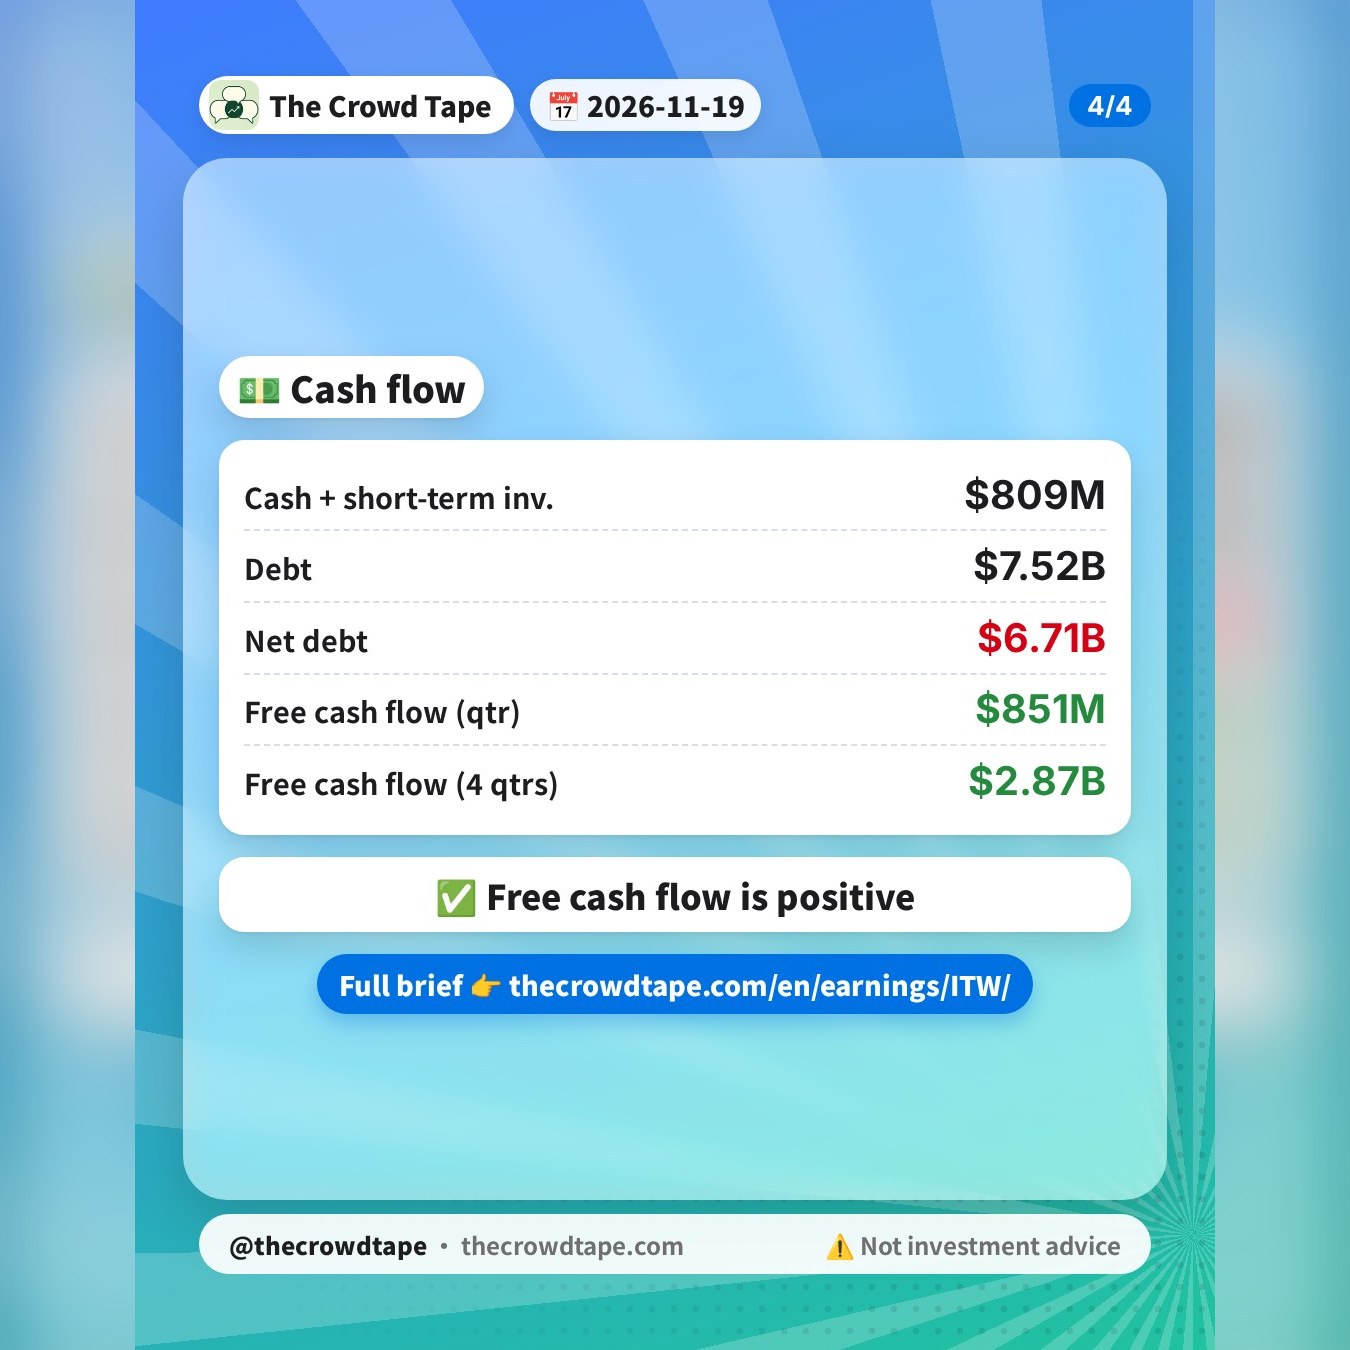 The Crowd Tape
2026-11-19
4/4
Cash flow
Cash + short-term inv. $809M
Debt $7.52B
Net debt $6.71B
Free cash flow (qtr) $851M
Free cash flow (4 qtrs) $2.87B
✅ Free cash flow is positive
Full brief 👉 thecrowdtape.com/en/earnings/ITW/
@thecrowdtape • thecrowdtape.com
⚠️ Not investment advice